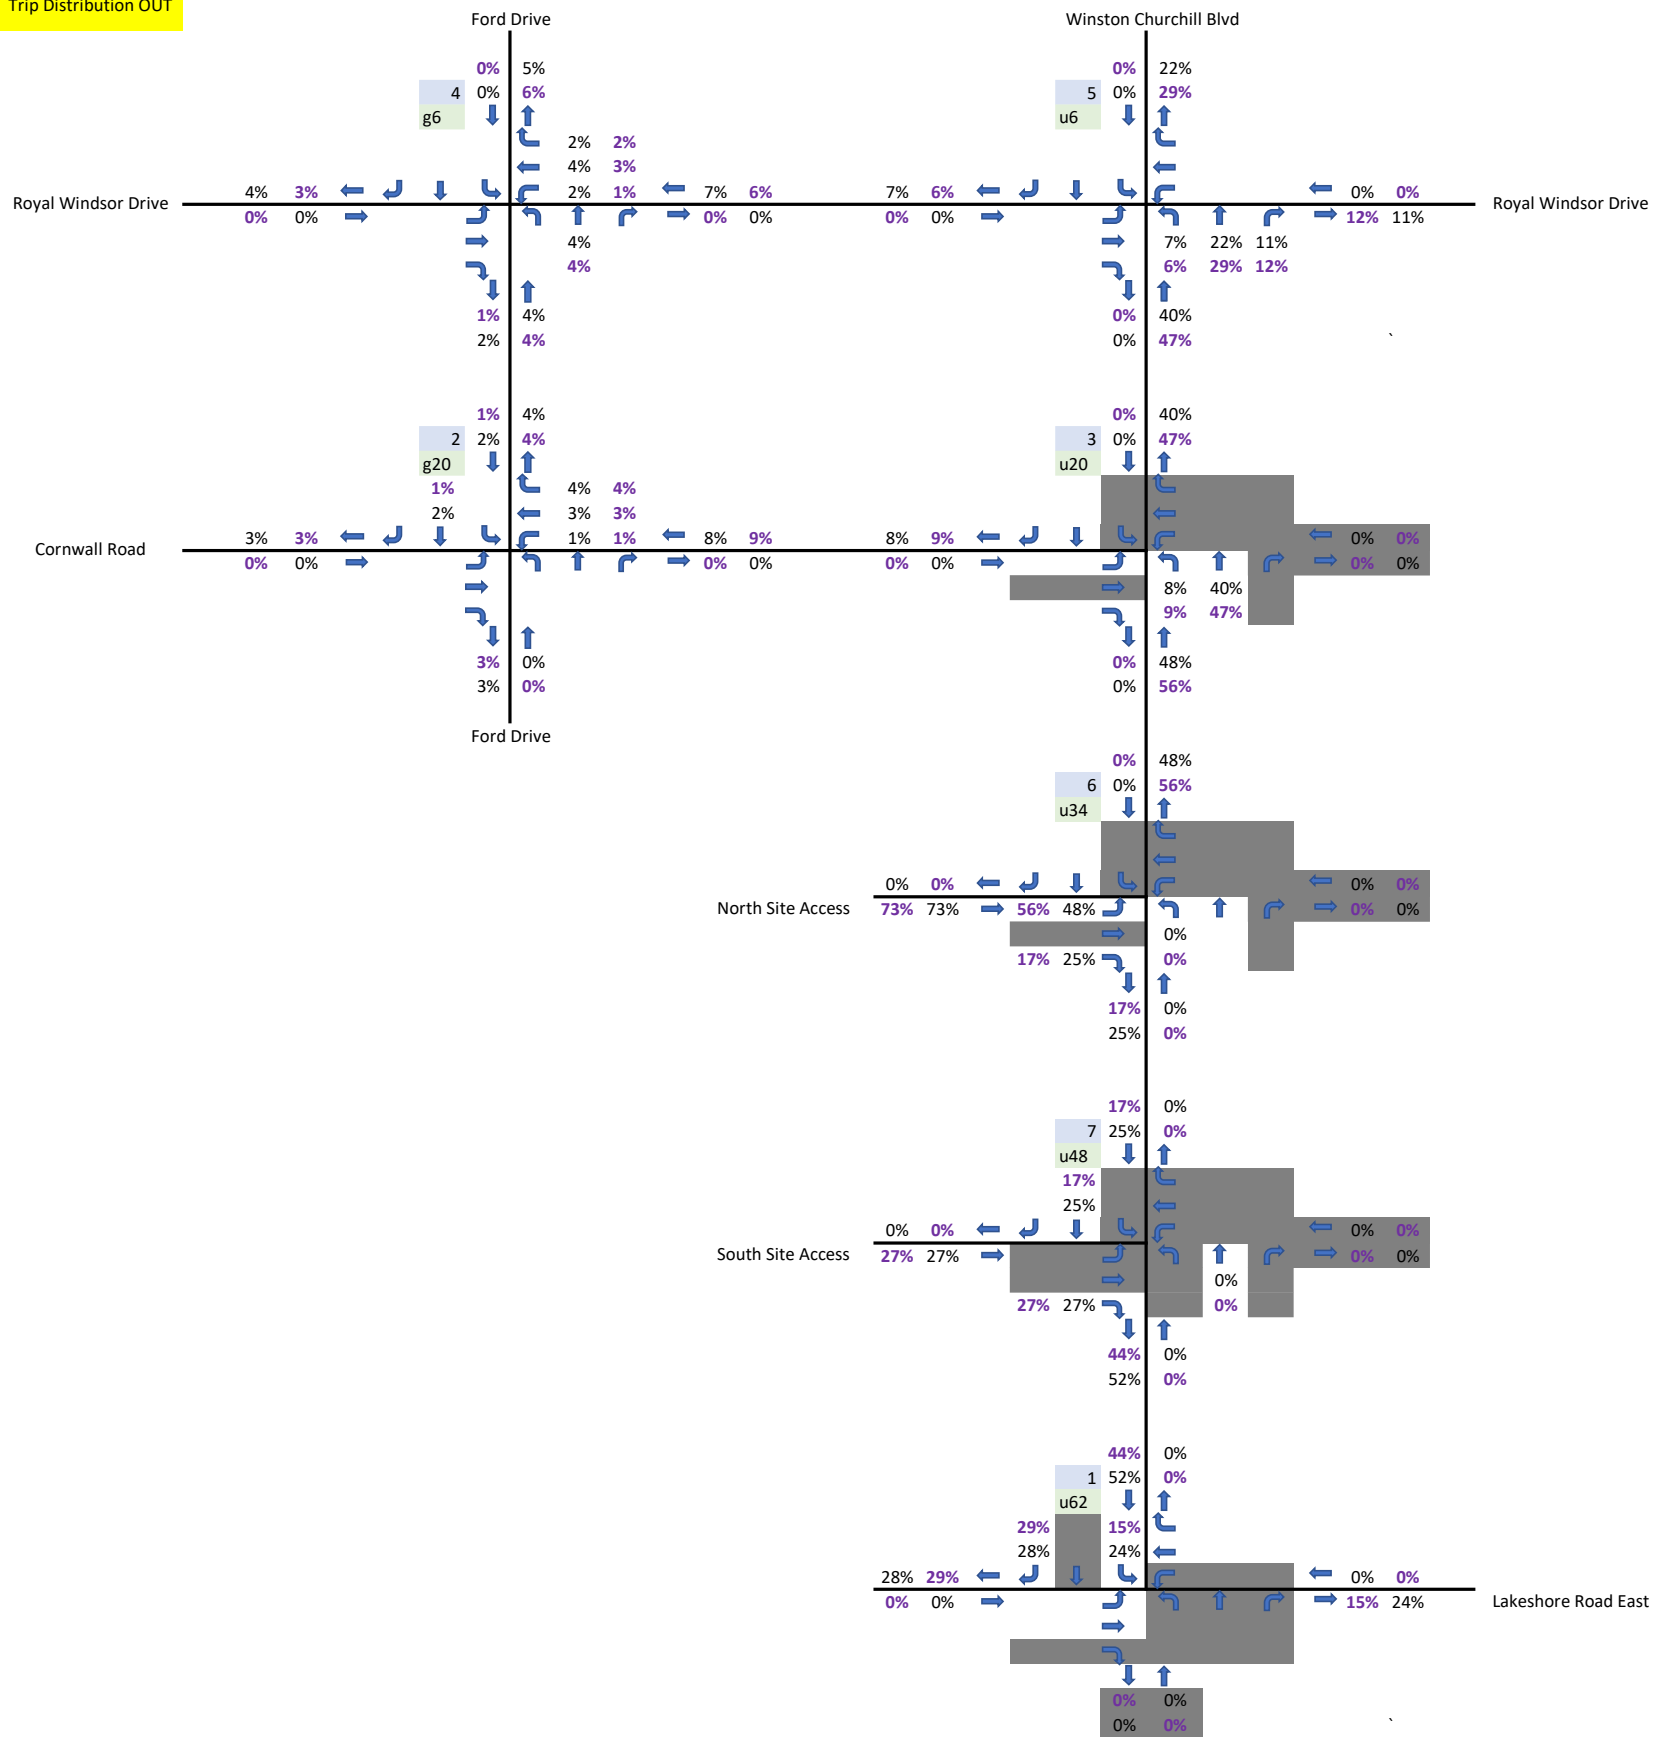 Trip Distribution OUT
Ford Drive Winston Churchill Blvd
0% 5% 0% 22%
4 0% 6% 5 0% 29%
g6 u6
2% 2%
4% 3%
4% 3% 2% 1% 7% 6% 7% 6% 0% 0%
Royal Windsor Drive Royal Windsor Drive
0% 0% 0% 0% 0% 0% 12% 11%
4% 7% 22% 11%
4% 6% 29% 12%
1% 4% 0% 40%
2% 4% 0% 47% `
1% 4% 0% 40%
2 2% 4% 3 0% 47%
g20 u20
1% 4% 4%
2% 3% 3%
3% 3% 1% 1% 8% 9% 8% 9% 0% 0%
Cornwall Road
0% 0% 0% 0% 0% 0% 0% 0%
8% 40%
9% 47%
3% 0% 0% 48%
3% 0% 0% 56%
Ford Drive
0% 48%
6 0% 56%
u34
0% 0% 0% 0%
North Site Access 73% 73% 56% 48% 0% 0%
0%
17% 25% 0%
17% 0%
25% 0%
17% 0%
7 25% 0%
u48
17%
25%
0% 0% 0% 0%
South Site Access 27% 27% 0% 0%
0%
27% 27% 0%
44% 0%
52% 0%
44% 0%
1 52% 0%
u62
29% 15%
28% 24%
28% 29% 0% 0%
0% 0% 15% 24% Lakeshore Road East
0% 0%
0% 0% `